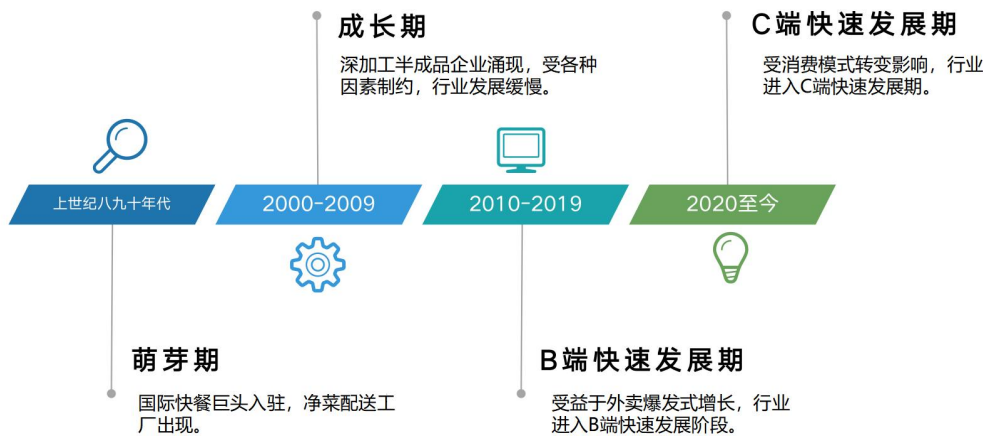 成长期
深加工半成品企业涌现，受各种
因素制约，行业发展缓慢。
C端快速发展期
受消费模式转变影响，行业
进入C端快速发展期。
上世纪八九十年代
2000-2009
2010-2019
2020至今
萌芽期
国际快餐巨头入驻，净菜配送工
厂出现。
B端快速发展期
受益于外卖爆发式增长，行业
进入B端快速发展阶段。